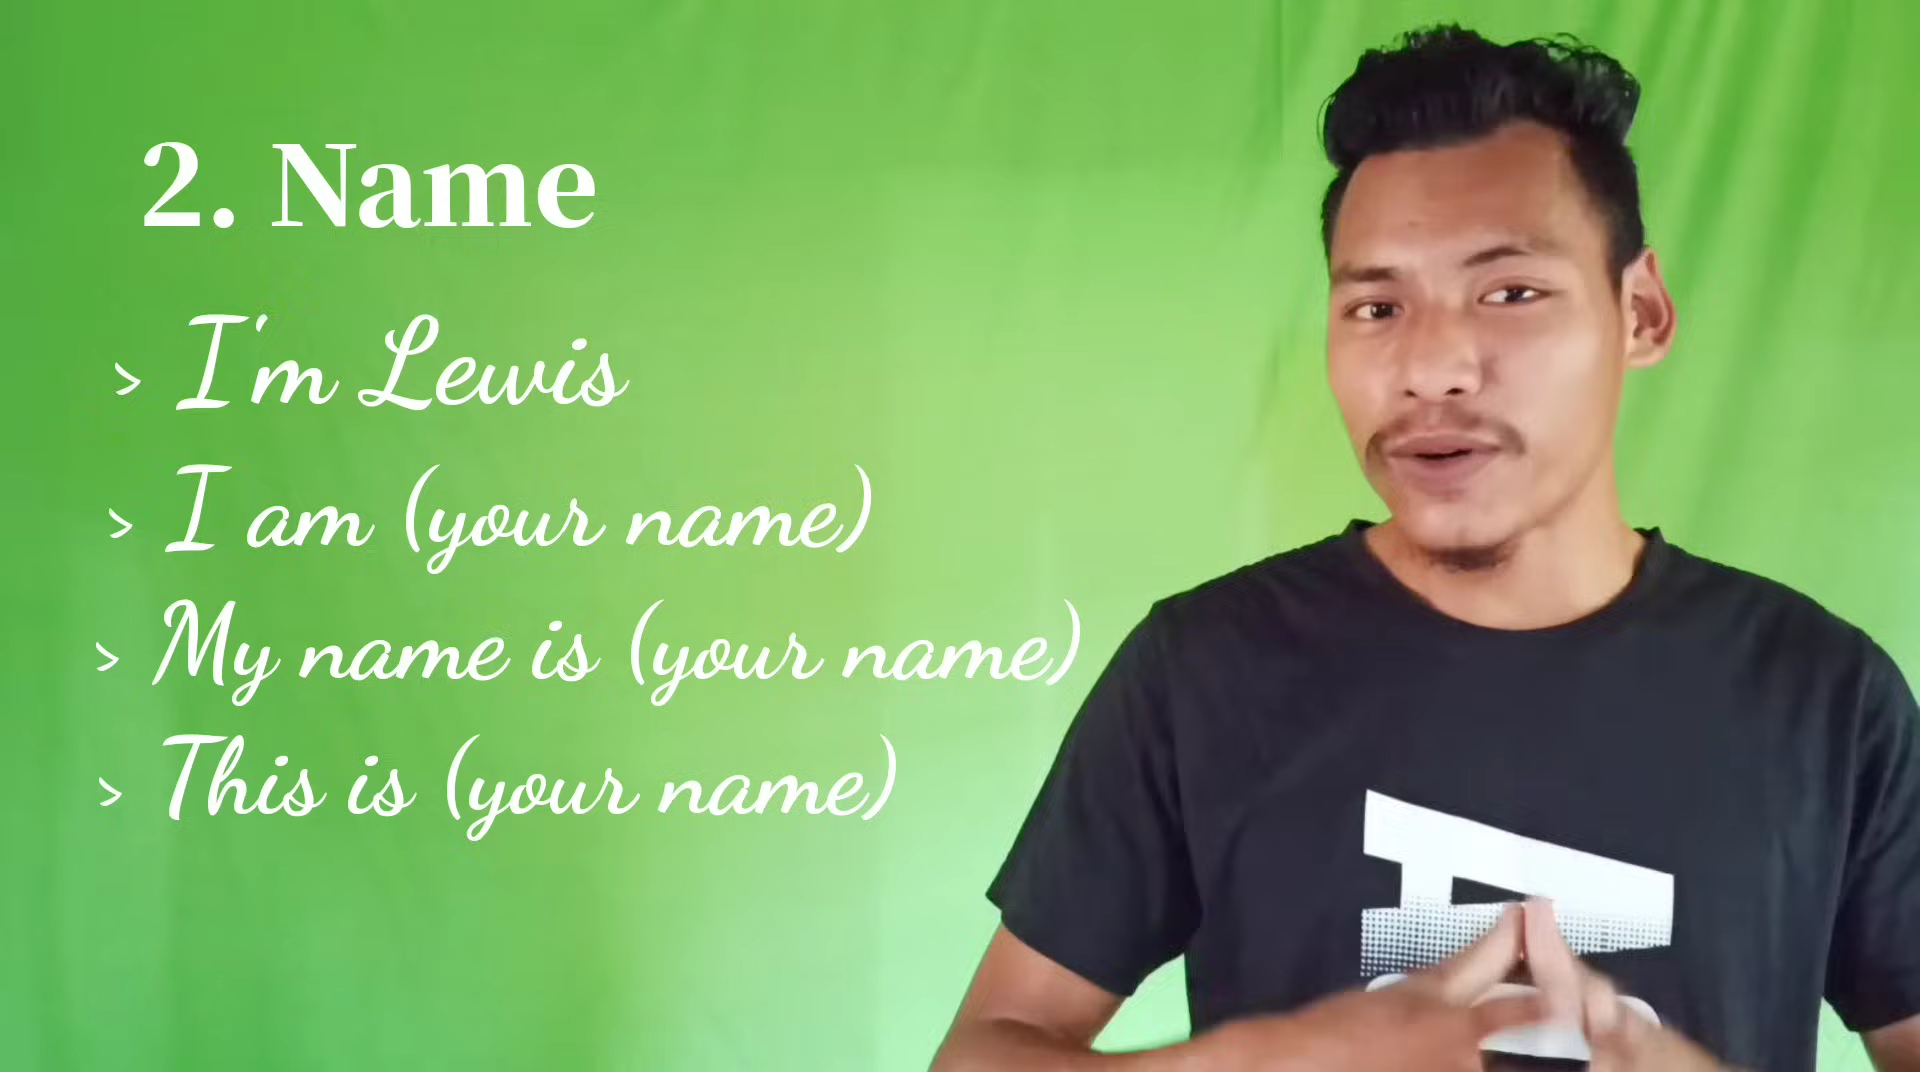 2. Name
> I'm Lewis
> I am (your name)
> My name is (your name)
> This is (your name)